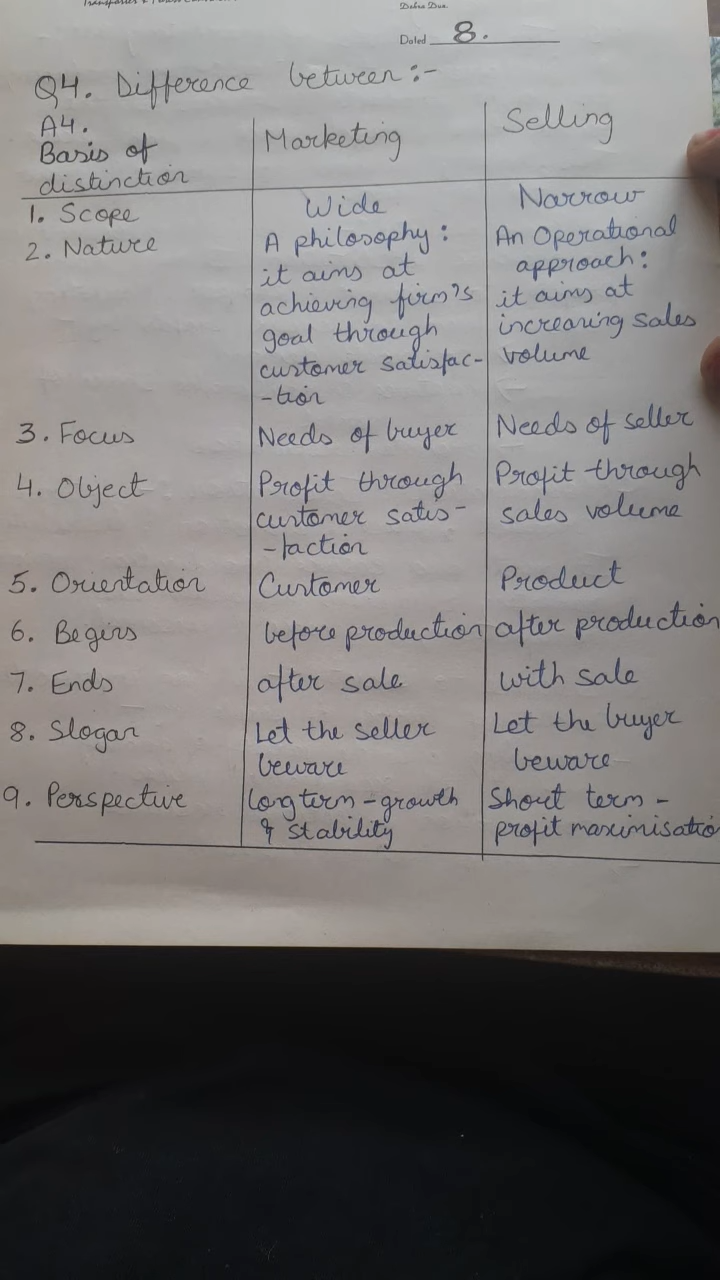 Dehra Dun
Dated 8.
Q4. Difference between :-
A4.
Basis of distinction | Marketing | Selling
1. Scope | Wide | Narrow
2. Nature | A philosophy: | An Operational
it aims at | approach:
achieving firm's | it aims at
goal through | increaring sales
customer satisfac- | volume
-tion
3. Focus | Needs of buyer | Needs of seller
4. Object | Profit through | Profit through
customer satis- | sales volume
-faction
5. Orientation | Customer | Product
6. Begins | before production | after production
7. Ends | after sale | with sale
8. Slogan | Let the seller | Let the buyer
beware | beware
9. Perspective | longterm - growth | Short term -
& stability | profit maximisatio